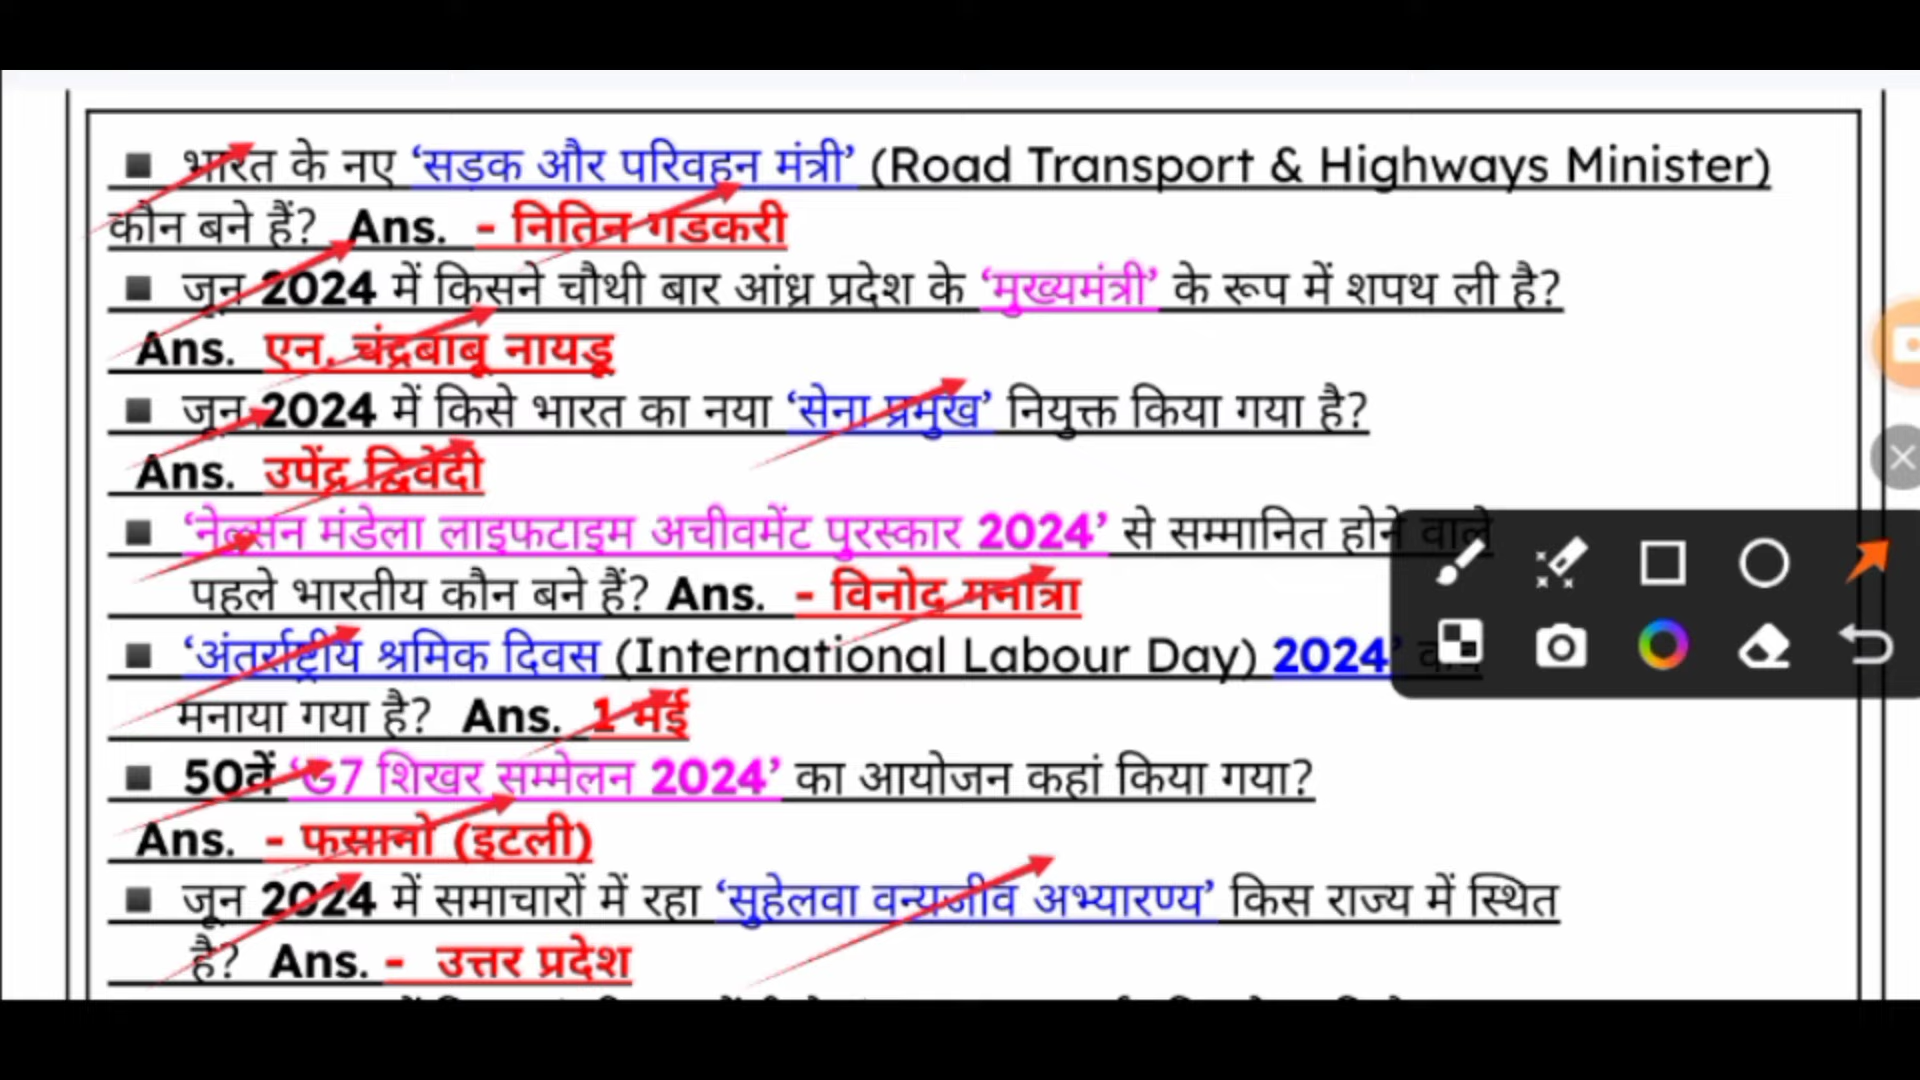 ■ भारत के नए ‘सड़क और परिवहन मंत्री’ (Road Transport & Highways Minister)
कौन बने हैं? Ans. - नितिन गडकरी
■ जून 2024 में किसने चौथी बार आंध्र प्रदेश के ‘मुख्यमंत्री’ के रूप में शपथ ली है?
Ans. एन. चंद्रबाबू नायडू
■ जून 2024 में किसे भारत का नया ‘सेना प्रमुख’ नियुक्त किया गया है?
Ans. उपेंद्र द्विवेदी
■ ‘नेल्सन मंडेला लाइफटाइम अचीवमेंट पुरस्कार 2024’ से सम्मानित होने वाले
पहले भारतीय कौन बने हैं? Ans. - विनोद गनात्रा
■ ‘अंतर्राष्ट्रीय श्रमिक दिवस (International Labour Day) 2024’
मनाया गया है? Ans. 1 मई
■ 50वें ‘G7 शिखर सम्मेलन 2024’ का आयोजन कहां किया गया?
Ans. - फसानो (इटली)
■ जून 2024 में समाचारों में रहा ‘सुहेलवा वन्यजीव अभ्यारण्य’ किस राज्य में स्थित
है? Ans. - उत्तर प्रदेश